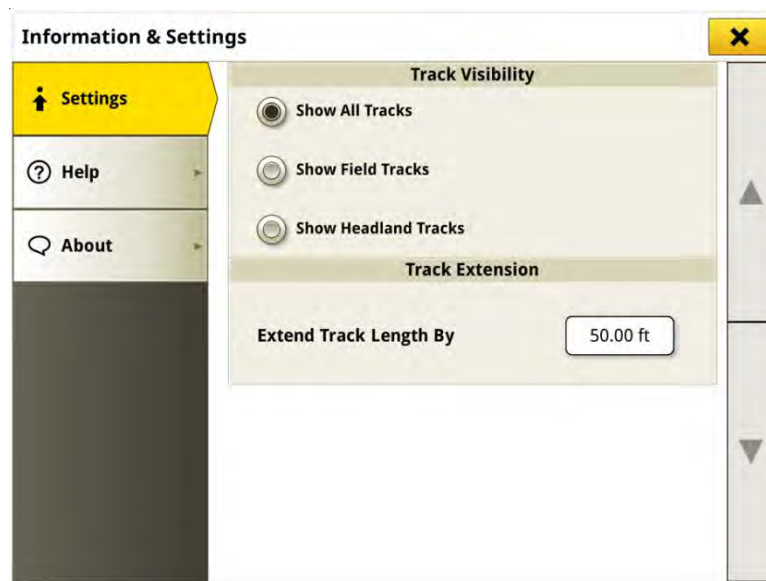 Information & Settings
Settings
Help
About
Track Visibility
Show All Tracks
Show Field Tracks
Show Headland Tracks
Track Extension
Extend Track Length By 50.00 ft